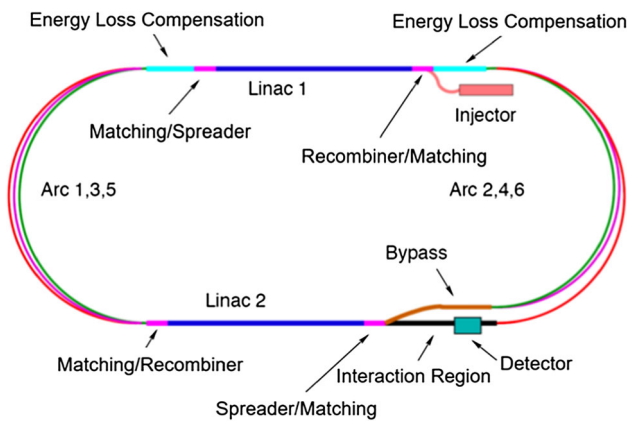 Energy Loss Compensation
Energy Loss Compensation
Linac 1
Injector
Matching/Spreader
Recombiner/Matching
Arc 1,3,5
Arc 2,4,6
Bypass
Linac 2
Matching/Recombiner
Interaction Region
Detector
Spreader/Matching